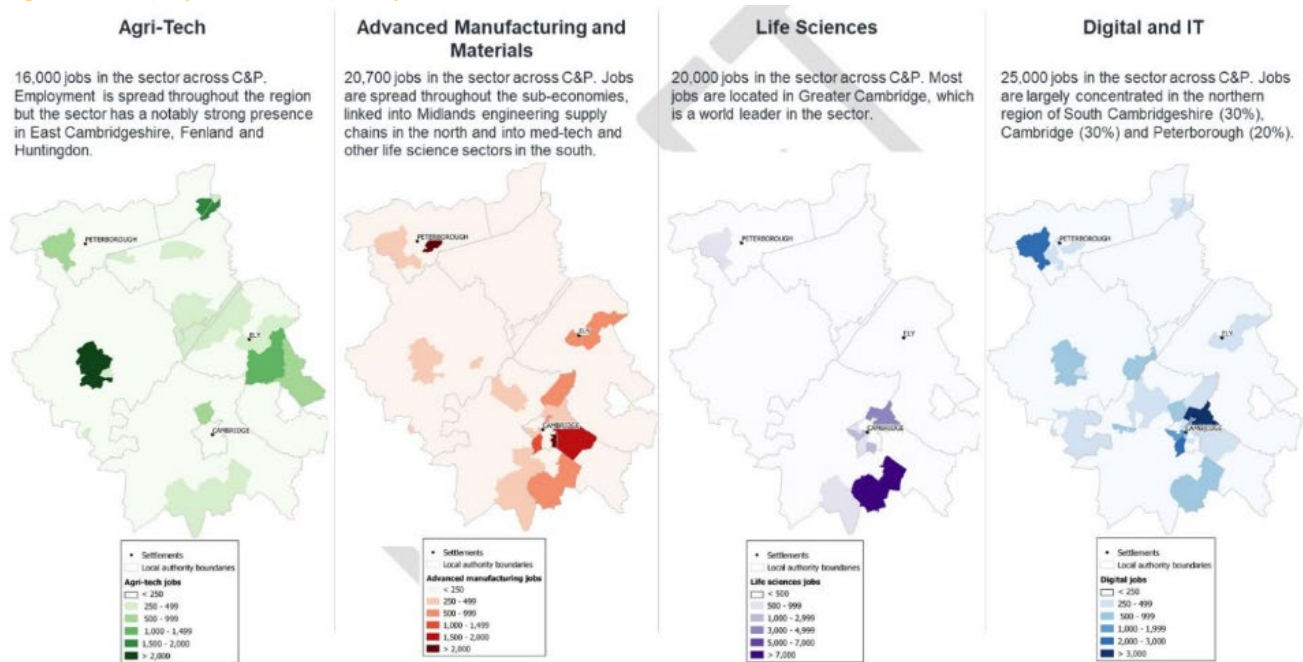 Agri-Tech
16,000 jobs in the sector across C&P.
Employment is spread throughout the region
but the sector has a notably strong presence
in East Cambridgeshire, Fenland and
Huntingdon.
PETERBOROUGH
ELY
CAMBRIDGE
Settlements
Local authority boundaries
Agri-tech jobs
< 250
250 - 499
500 - 999
1,000 - 1,499
1,500 - 2,000
> 2,000
Advanced Manufacturing and
Materials
20,700 jobs in the sector across C&P. Jobs
are spread throughout the sub-economies,
linked into Midlands engineering supply
chains in the north and into med-tech and
other life science sectors in the south.
PETERBOROUGH
ELY
CAMBRIDGE
Settlements
Local authority boundaries
Advanced manufacturing jobs
< 250
250 - 499
500 - 999
1,000 - 1,499
1,500 - 2,000
> 2,000
Life Sciences
20,000 jobs in the sector across C&P. Most
jobs are located in Greater Cambridge, which
is a world leader in the sector.
PETERBOROUGH
ELY
CAMBRIDGE
Settlements
Local authority boundaries
Life sciences jobs
< 500
500 - 999
1,000 - 2,999
3,000 - 4,999
5,000 - 7,000
> 7,000
Digital and IT
25,000 jobs in the sector across C&P. Jobs
are largely concentrated in the northern
region of South Cambridgeshire (30%),
Cambridge (30%) and Peterborough (20%).
PETERBOROUGH
ELY
CAMBRIDGE
Settlements
Local authority boundaries
Digital jobs
< 250
250 - 499
500 - 999
1,000 - 1,999
2,000 - 3,000
> 3,000